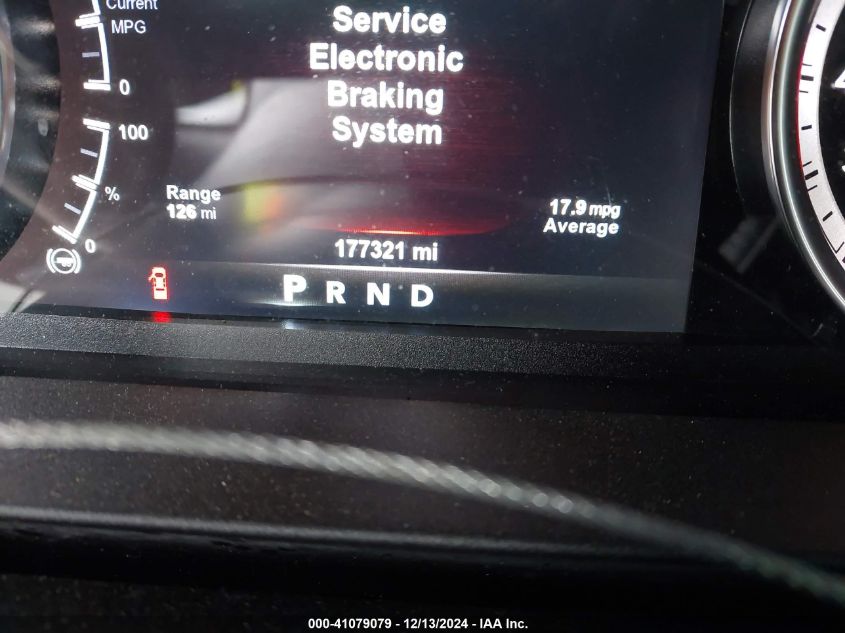 Current
MPG
0
100
%
0
Service
Electronic
Braking
System
Range
126 mi
17.9 mpg
Average
177321 mi
P R N D
000-41079079 - 12/13/2024 - IAA Inc.